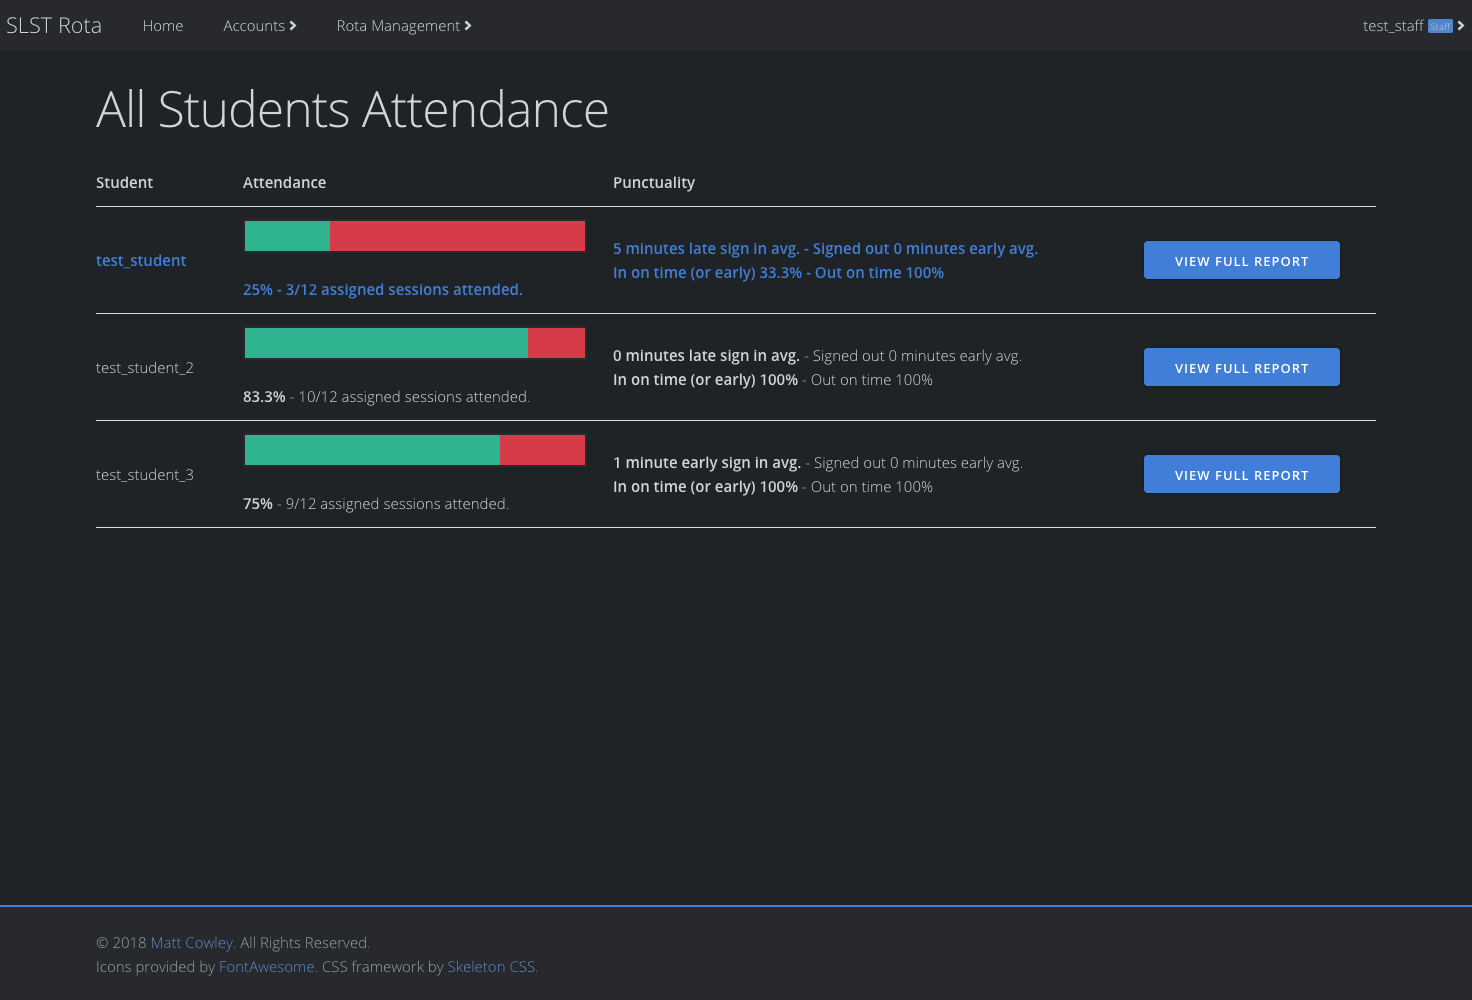 SLST Rota Home Accounts Rota Management test_staff Staff
All Students Attendance
Student Attendance Punctuality
test_student
25% - 3/12 assigned sessions attended.
5 minutes late sign in avg. - Signed out 0 minutes early avg.
In on time (or early) 33.3% - Out on time 100%
VIEW FULL REPORT
test_student_2
83.3% - 10/12 assigned sessions attended.
0 minutes late sign in avg. - Signed out 0 minutes early avg.
In on time (or early) 100% - Out on time 100%
VIEW FULL REPORT
test_student_3
75% - 9/12 assigned sessions attended.
1 minute early sign in avg. - Signed out 0 minutes early avg.
In on time (or early) 100% - Out on time 100%
VIEW FULL REPORT
© 2018 Matt Cowley. All Rights Reserved.
Icons provided by FontAwesome. CSS framework by Skeleton CSS.